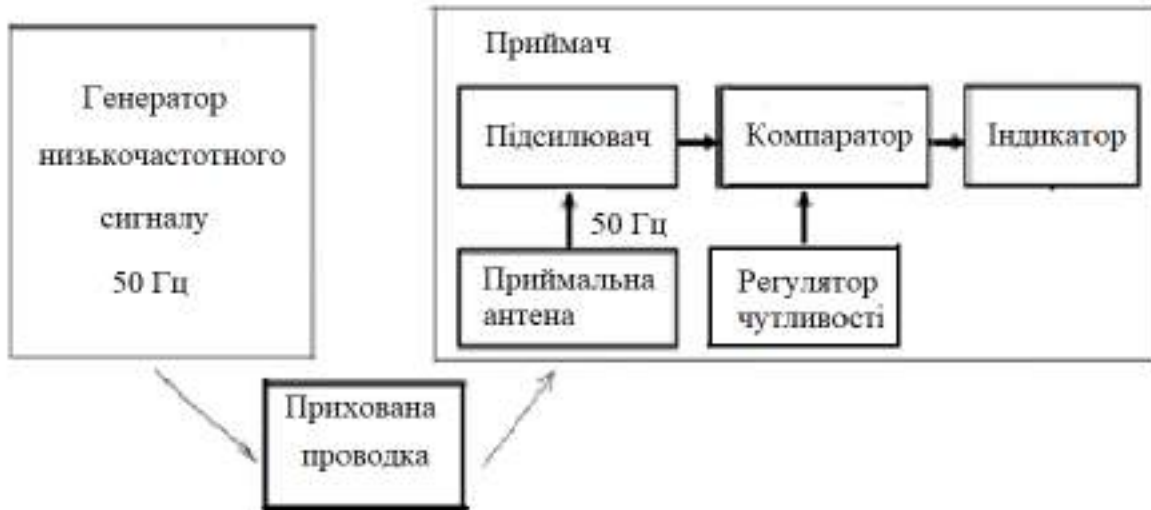 Генератор
низькочастотного
сигналу
50 Гц
Приймач
Підсилювач
Компаратор
Індикатор
50 Гц
Приймальна
антена
Регулятор
чутливості
Прихована
проводка